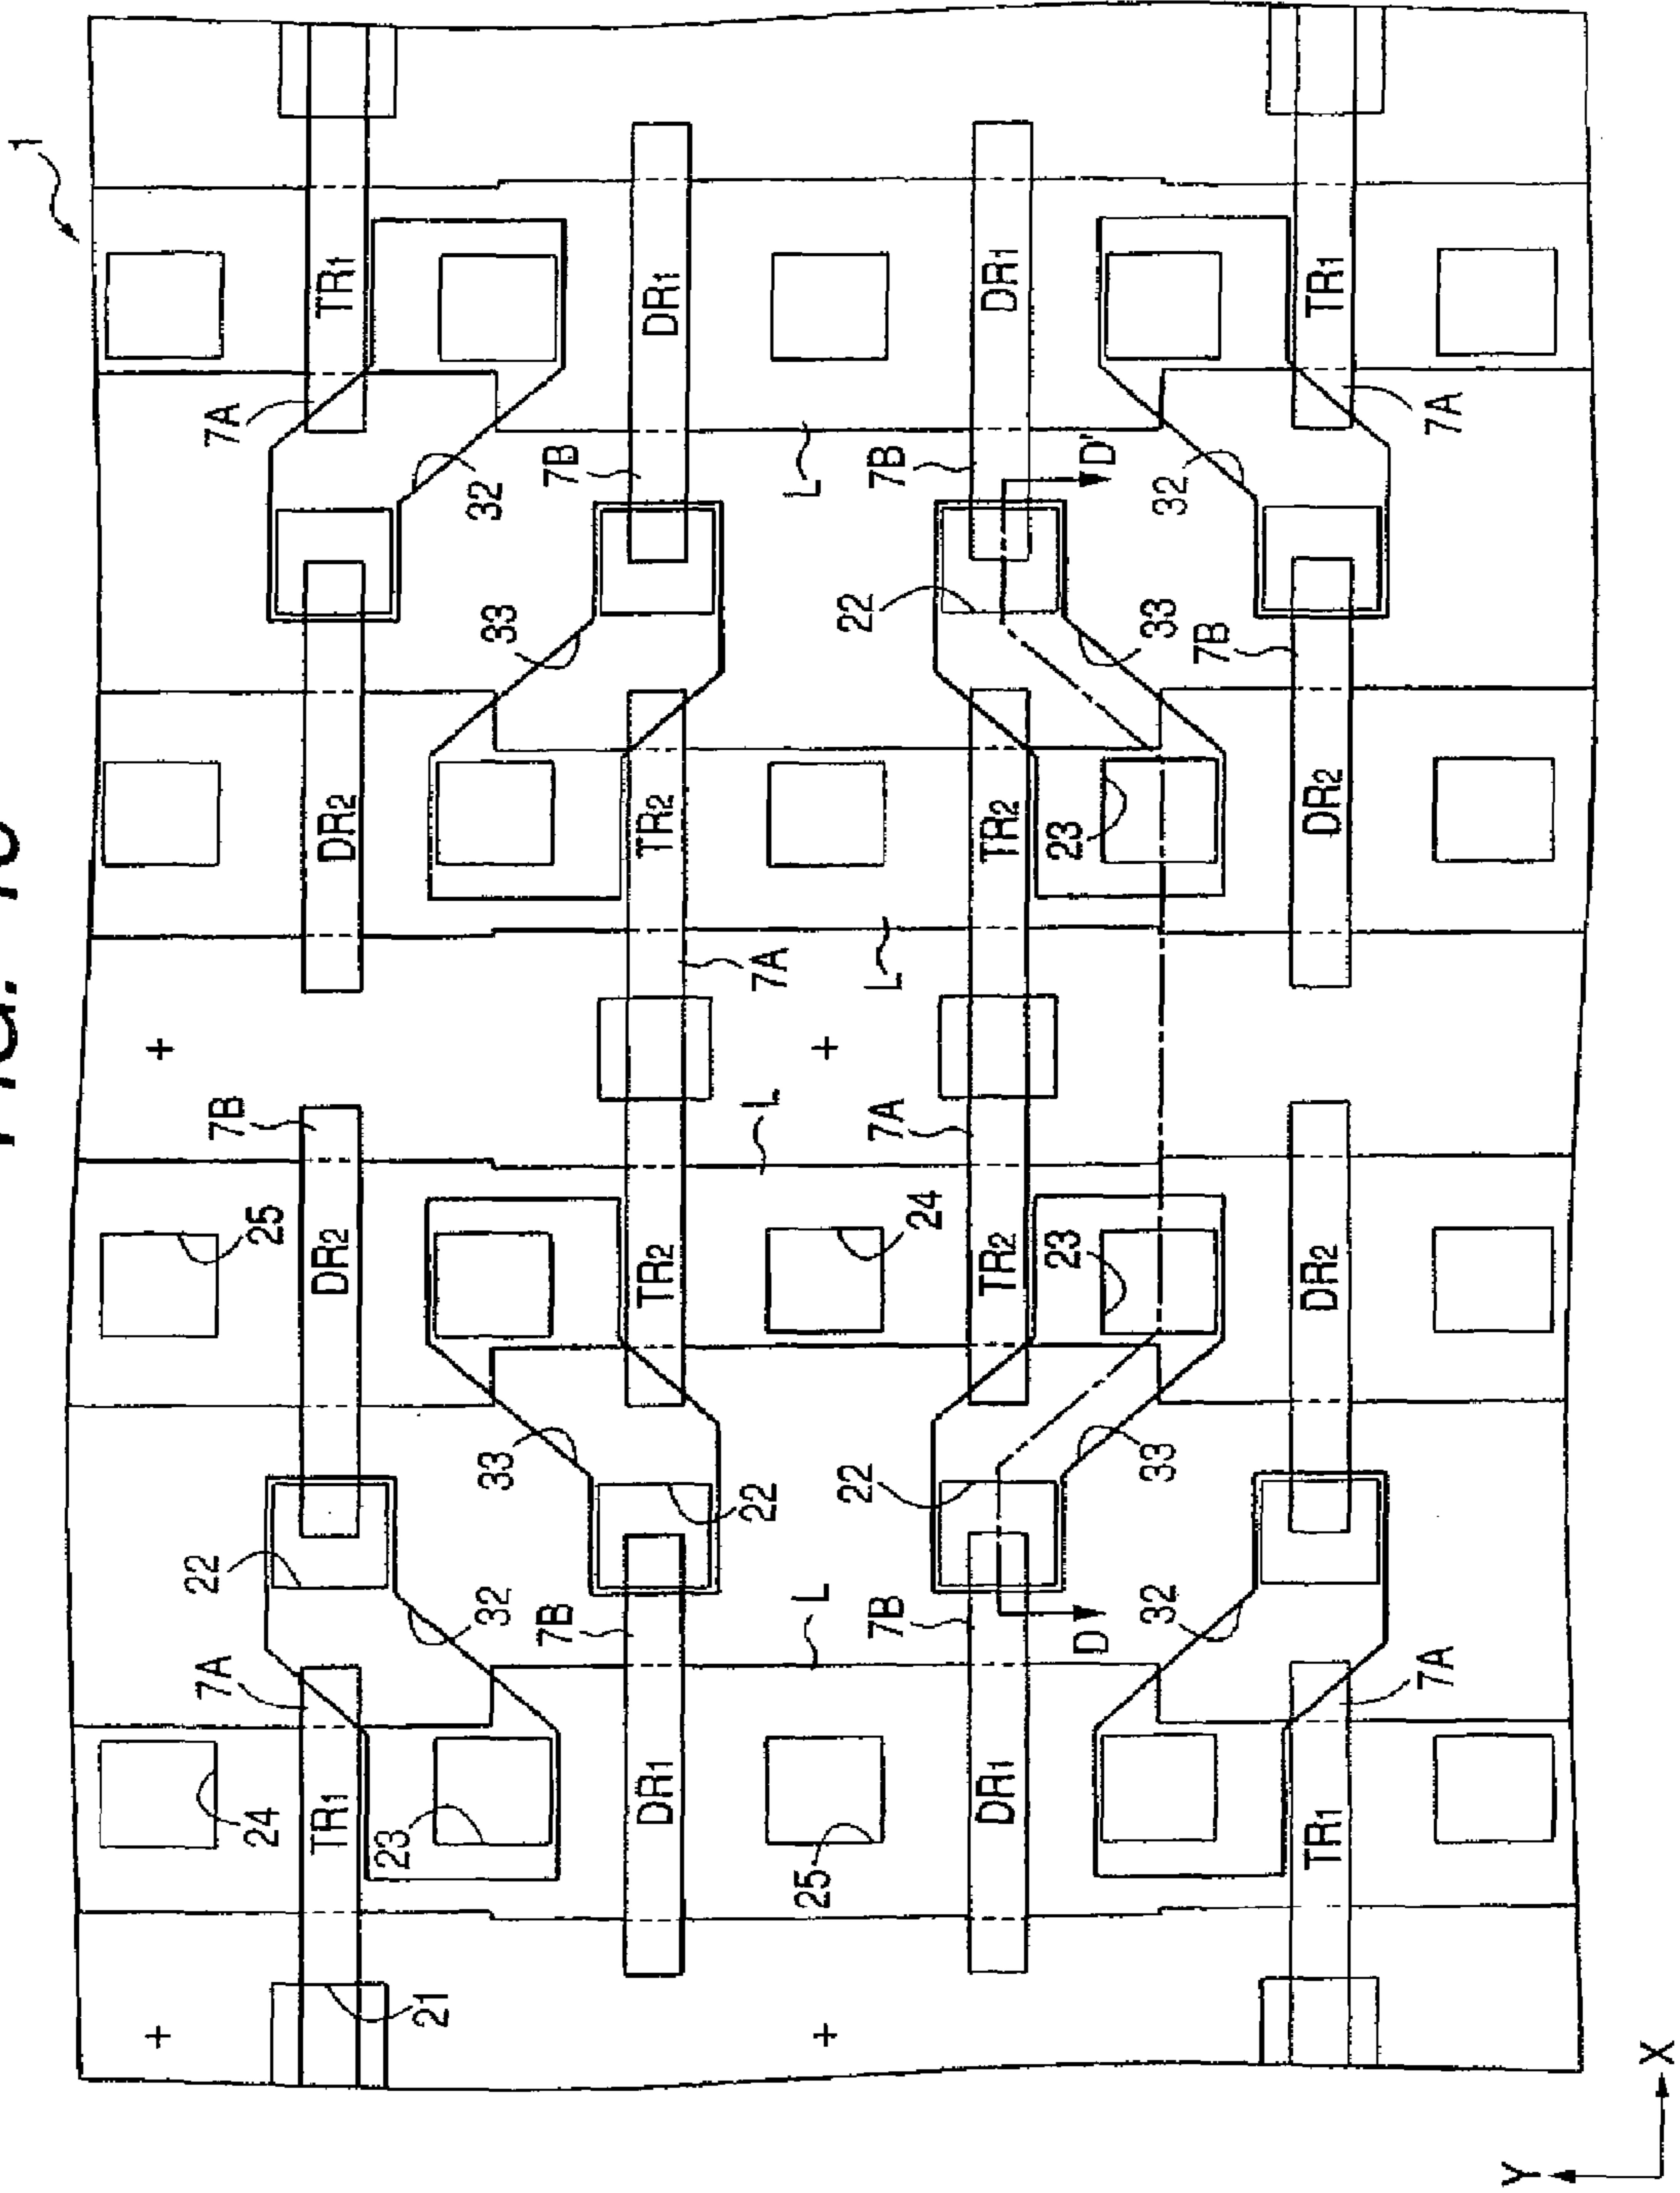 FIG.
1
22 7A 7B 7A
24 25
TR1 DR2 DR2 TR1
23
21
32 33 33 32
7B 7B
DR1 TR2 TR2 DR1
22 L 7A
25 L L
7B 22 7A L 22 7B
24
DR1 TR2 TR2 DR1
23 23
D D'
32 33 33 32
7B
TR1 DR2 DR2 TR1
7A 7A
Y
X